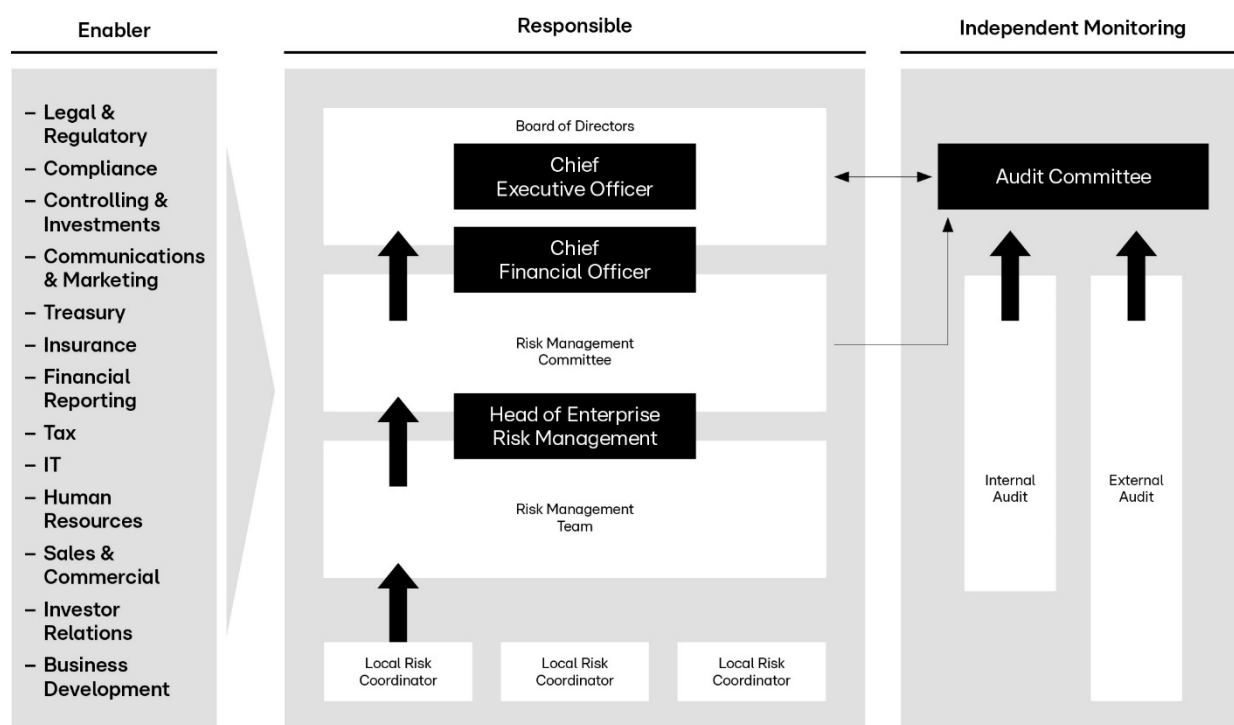 Enabler
– Legal &
Regulatory
– Compliance
– Controlling &
Investments
– Communications
& Marketing
– Treasury
– Insurance
– Financial
Reporting
– Tax
– IT
– Human
Resources
– Sales &
Commercial
– Investor
Relations
– Business
Development
Responsible
Board of Directors
Chief
Executive Officer
Chief
Financial Officer
Risk Management
Committee
Head of Enterprise
Risk Management
Risk Management
Team
Local Risk
Coordinator
Local Risk
Coordinator
Local Risk
Coordinator
Independent Monitoring
Audit Committee
Internal
Audit
External
Audit